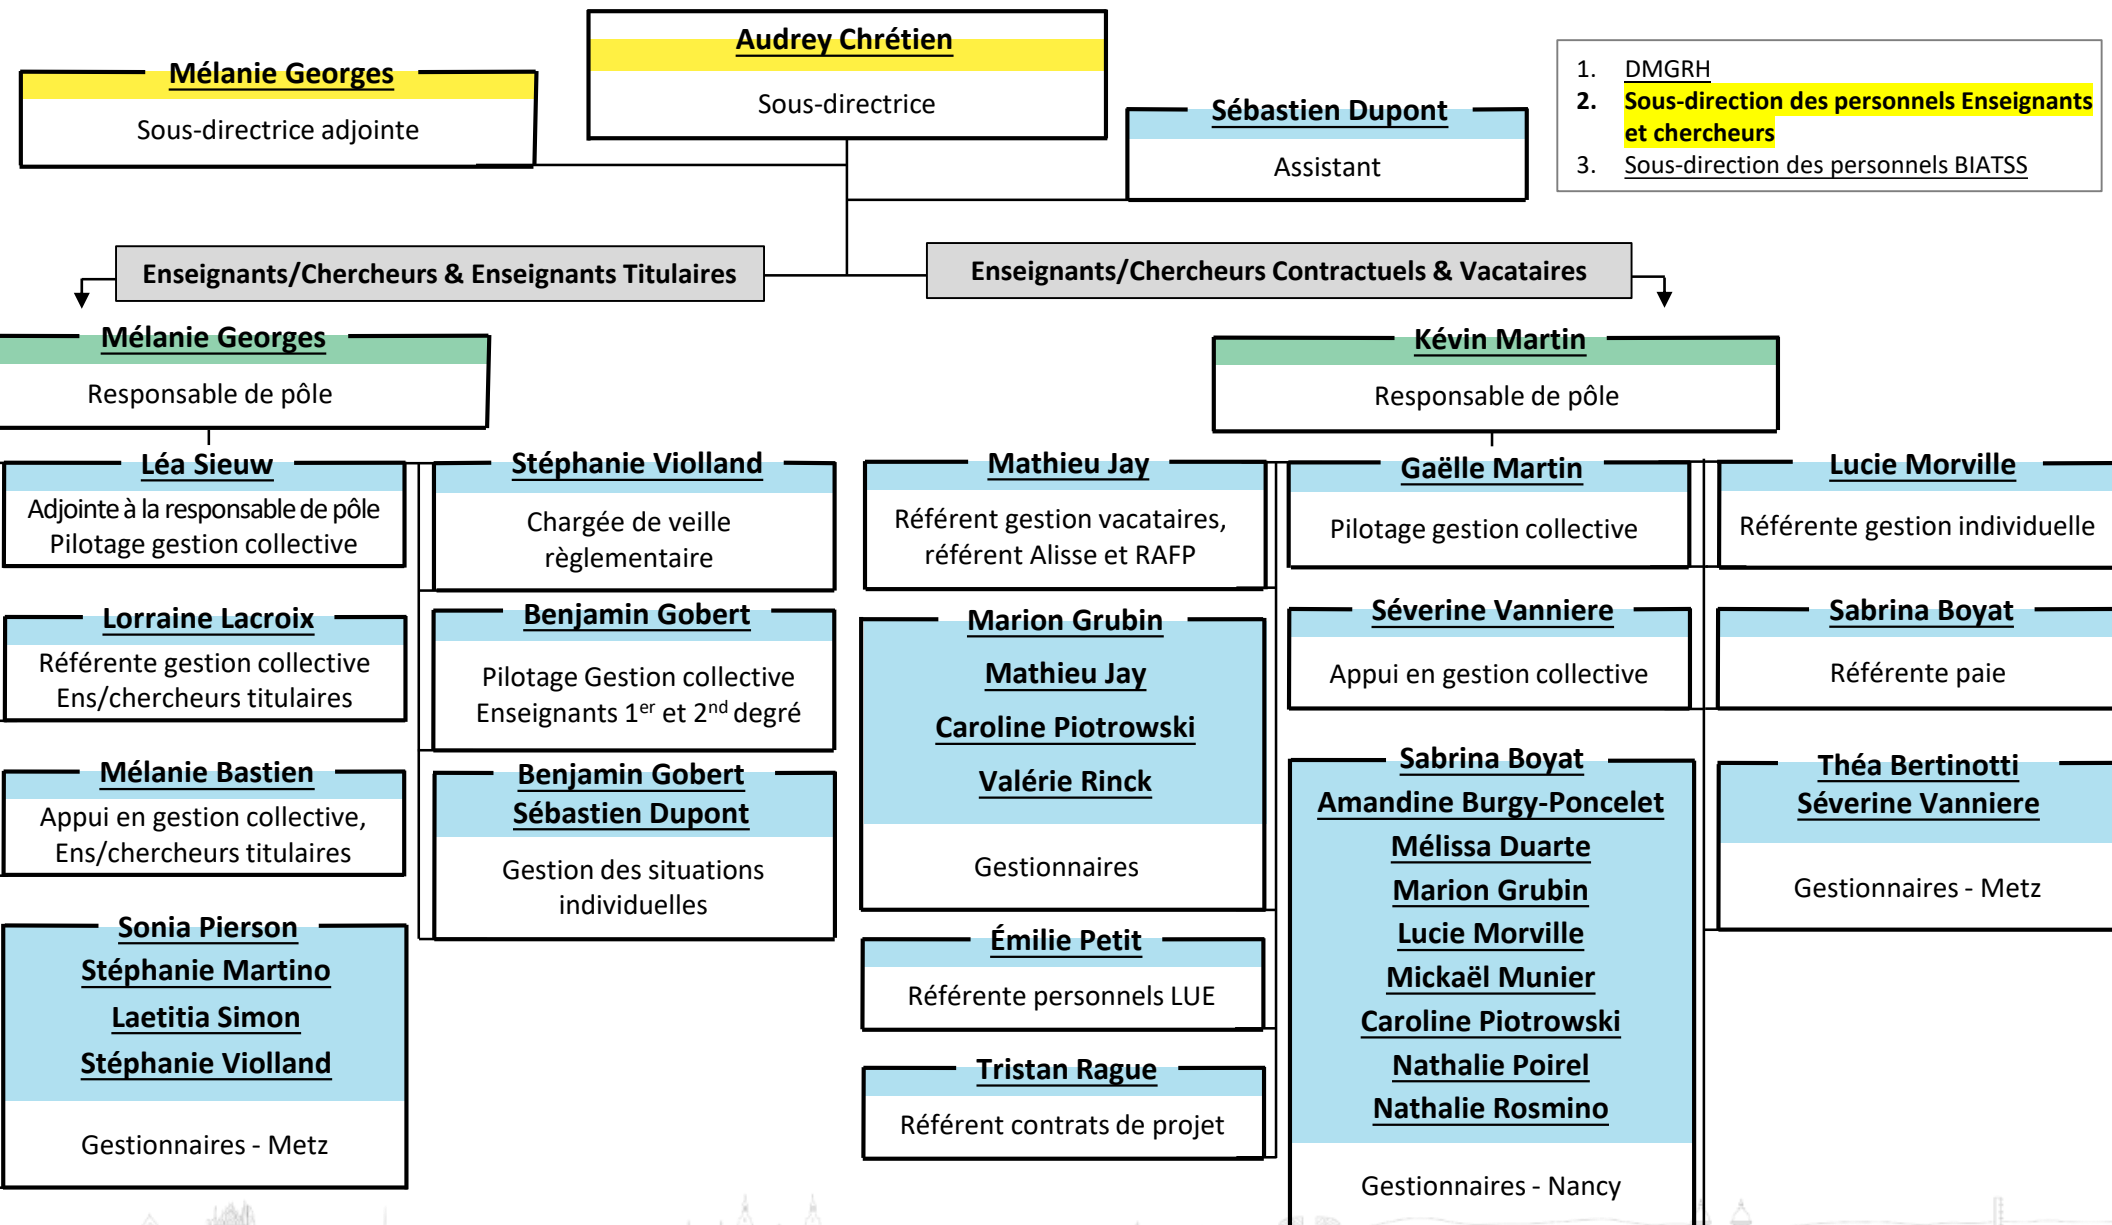 Audrey Chrétien
Sous-directrice
Mélanie Georges
Sous-directrice adjointe
Sébastien Dupont
Assistant
1. DMGRH
2. Sous-direction des personnels Enseignants
et chercheurs
3. Sous-direction des personnels BIATSS
Enseignants/Chercheurs & Enseignants Titulaires
Enseignants/Chercheurs Contractuels & Vacataires
Mélanie Georges
Responsable de pôle
Kévin Martin
Responsable de pôle
Léa Sieuw
Adjointe à la responsable de pôle
Pilotage gestion collective
Lorraine Lacroix
Référente gestion collective
Ens/chercheurs titulaires
Mélanie Bastien
Appui en gestion collective,
Ens/chercheurs titulaires
Sonia Pierson
Stéphanie Martino
Laetitia Simon
Stéphanie Violland
Gestionnaires - Metz
Stéphanie Violland
Chargée de veille
règlementaire
Benjamin Gobert
Pilotage Gestion collective
Enseignants 1er et 2nd degré
Benjamin Gobert
Sébastien Dupont
Gestion des situations
individuelles
Mathieu Jay
Référent gestion vacataires,
référent Alisse et RAFP
Marion Grubin
Mathieu Jay
Caroline Piotrowski
Valérie Rinck
Gestionnaires
Émilie Petit
Référente personnels LUE
Tristan Rague
Référent contrats de projet
Gaëlle Martin
Pilotage gestion collective
Séverine Vanniere
Appui en gestion collective
Sabrina Boyat
Amandine Burgy-Poncelet
Mélissa Duarte
Marion Grubin
Lucie Morville
Mickaël Munier
Caroline Piotrowski
Nathalie Poirel
Nathalie Rosmino
Gestionnaires - Nancy
Lucie Morville
Référente gestion individuelle
Sabrina Boyat
Référente paie
Théa Bertinotti
Séverine Vanniere
Gestionnaires - Metz